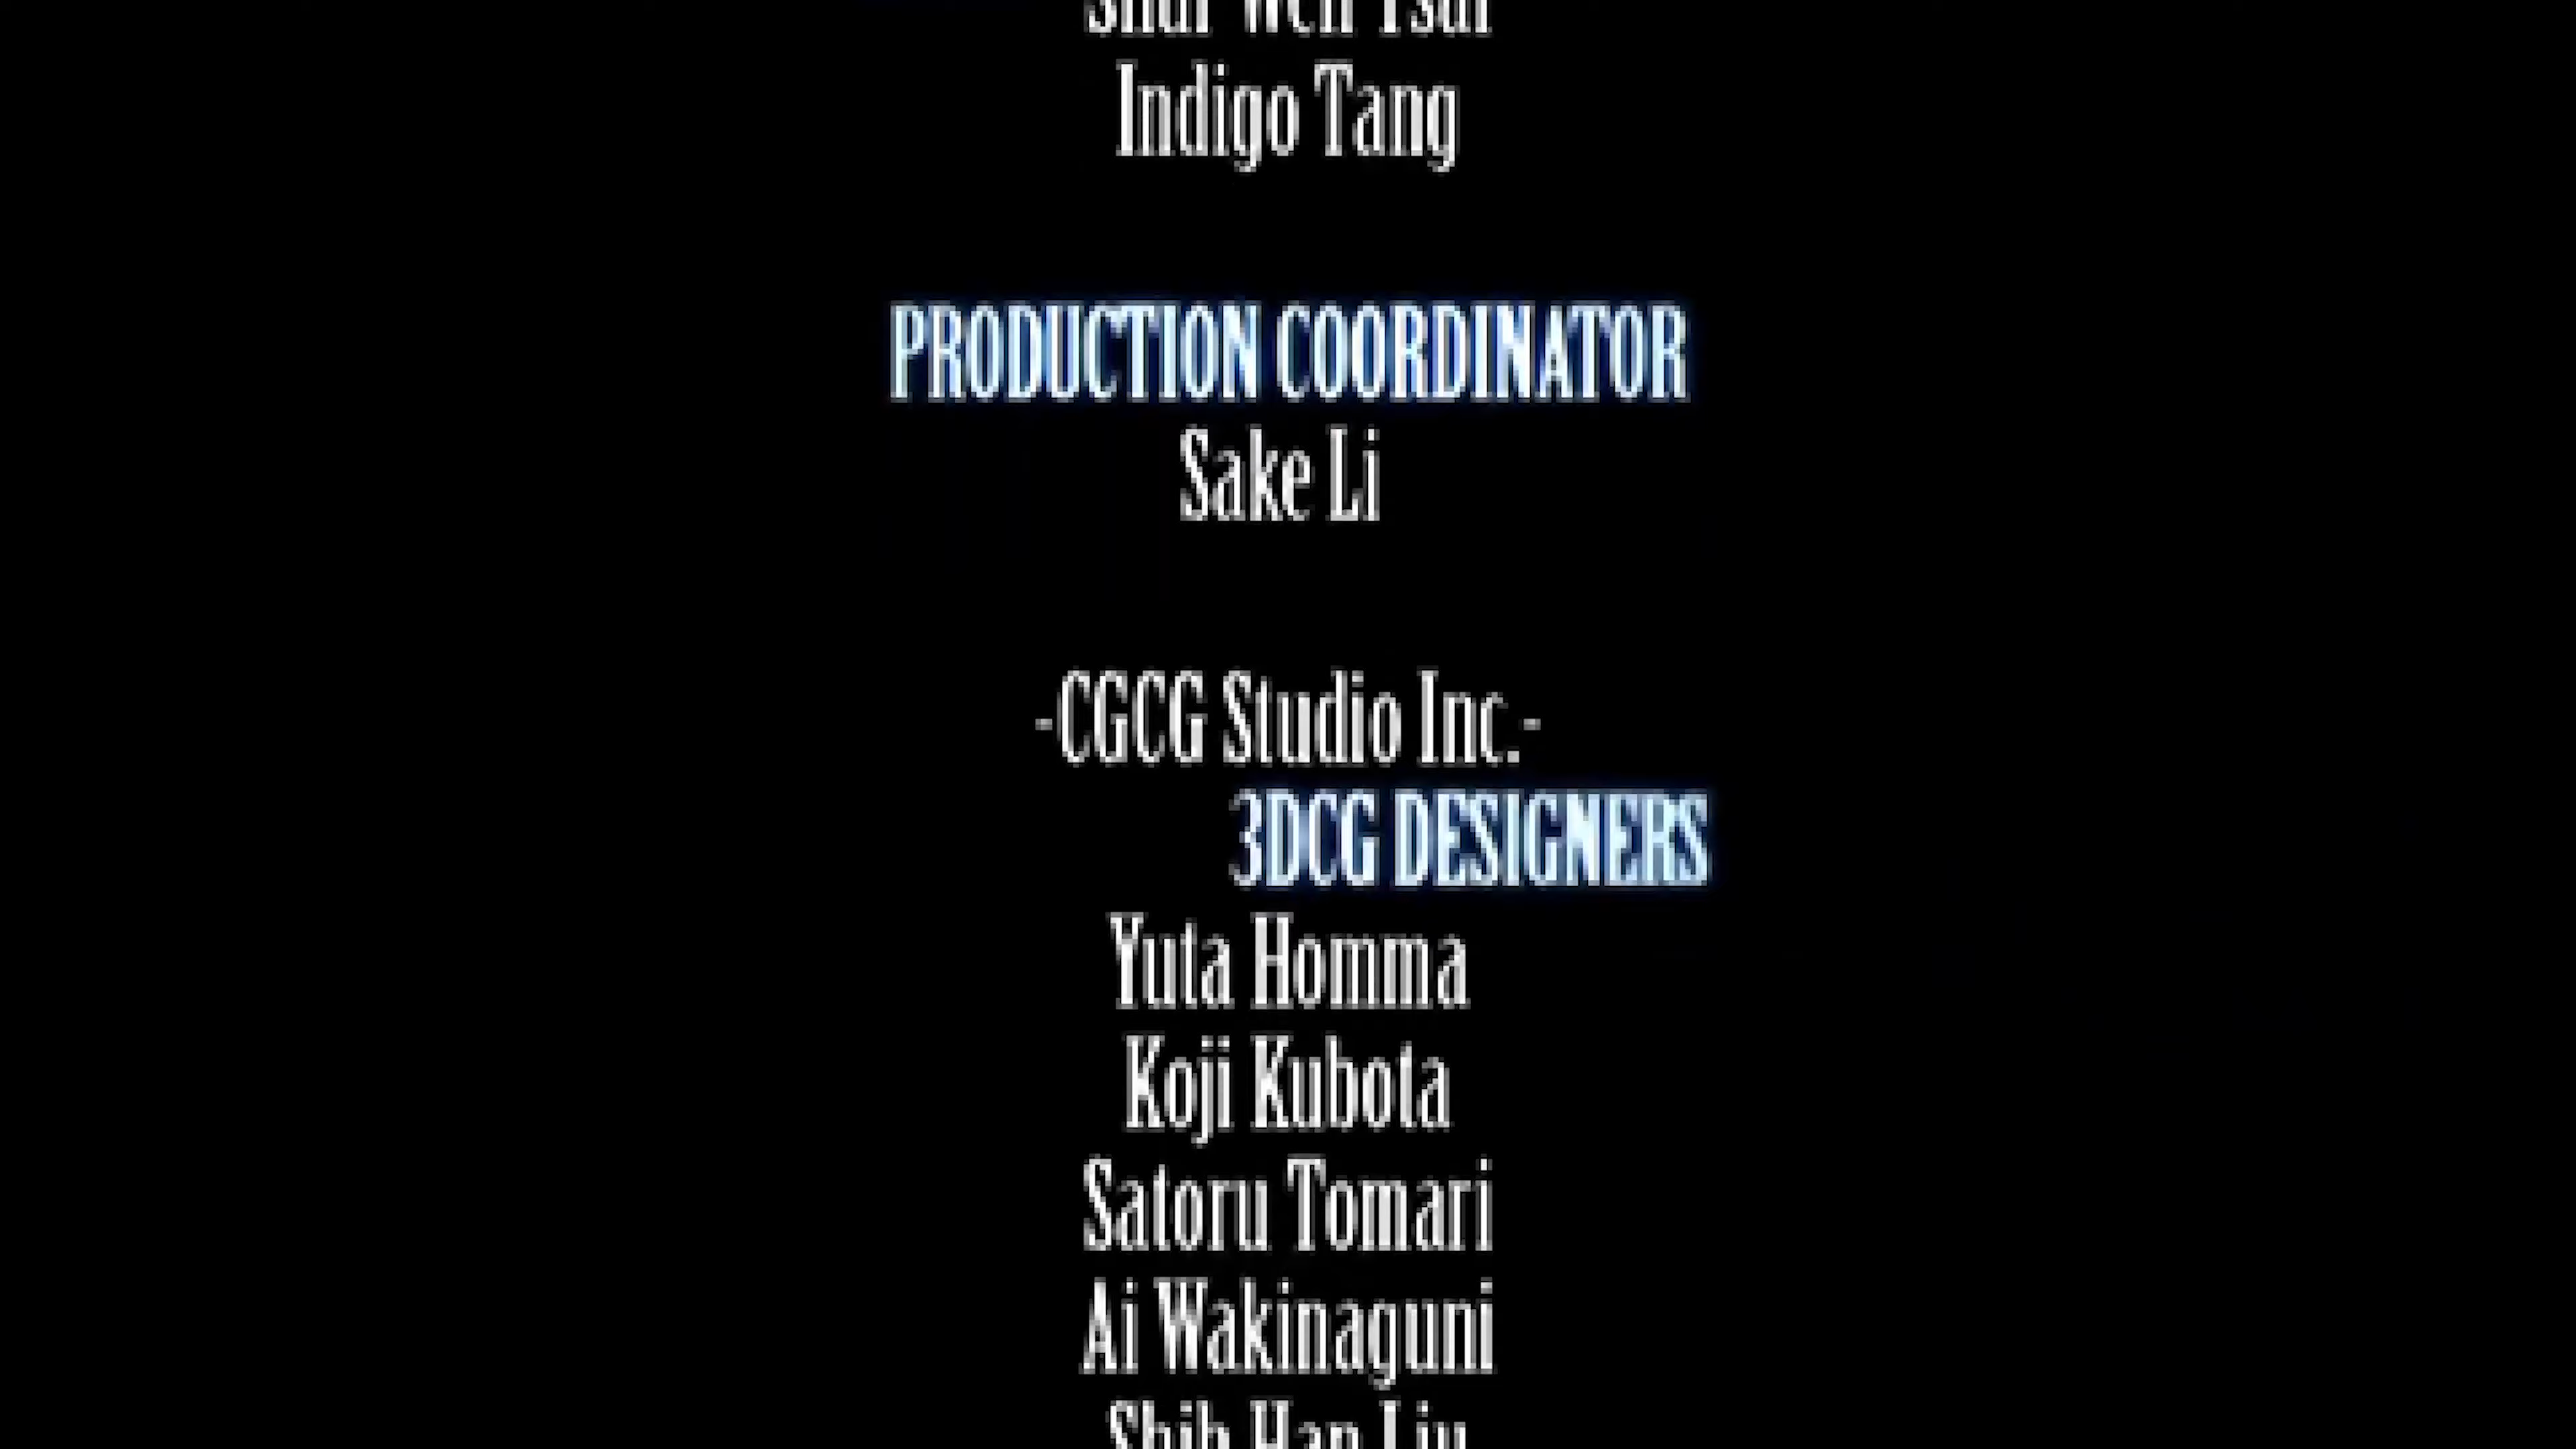 Indigo Tang
PRODUCTION COORDINATOR
Sake Li
-CGCG Studio Inc.-
3DCG DESIGNERS
Yuta Homma
Koji Kubota
Satoru Tomari
Ai Wakinaguni